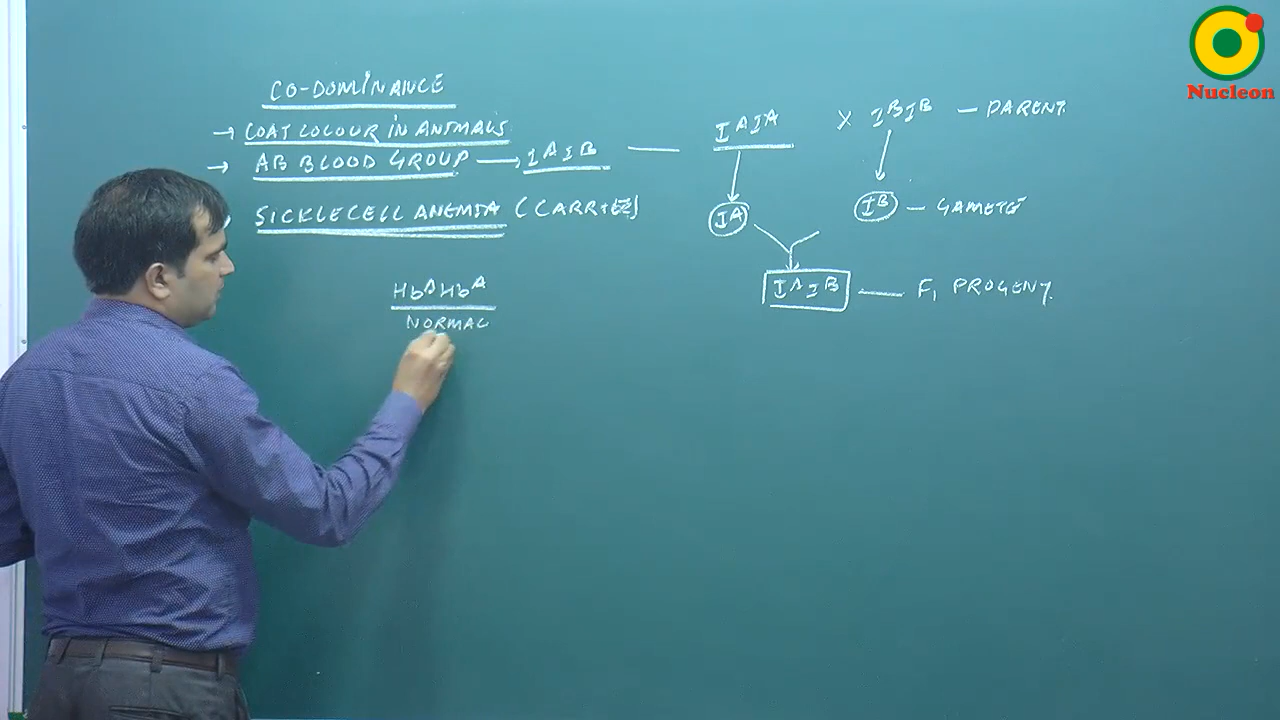 CO-DOMINANCE
→ COAT COLOUR IN ANIMALS
→ AB BLOOD GROUP → IAIB — IAIA X IBIB — PARENT
SICKLECELL ANEMIA (CARRIER)
IA IB — GAMETE
IAIB — F1 PROGENY.
HbAHbA
NORMAL
Nucleon